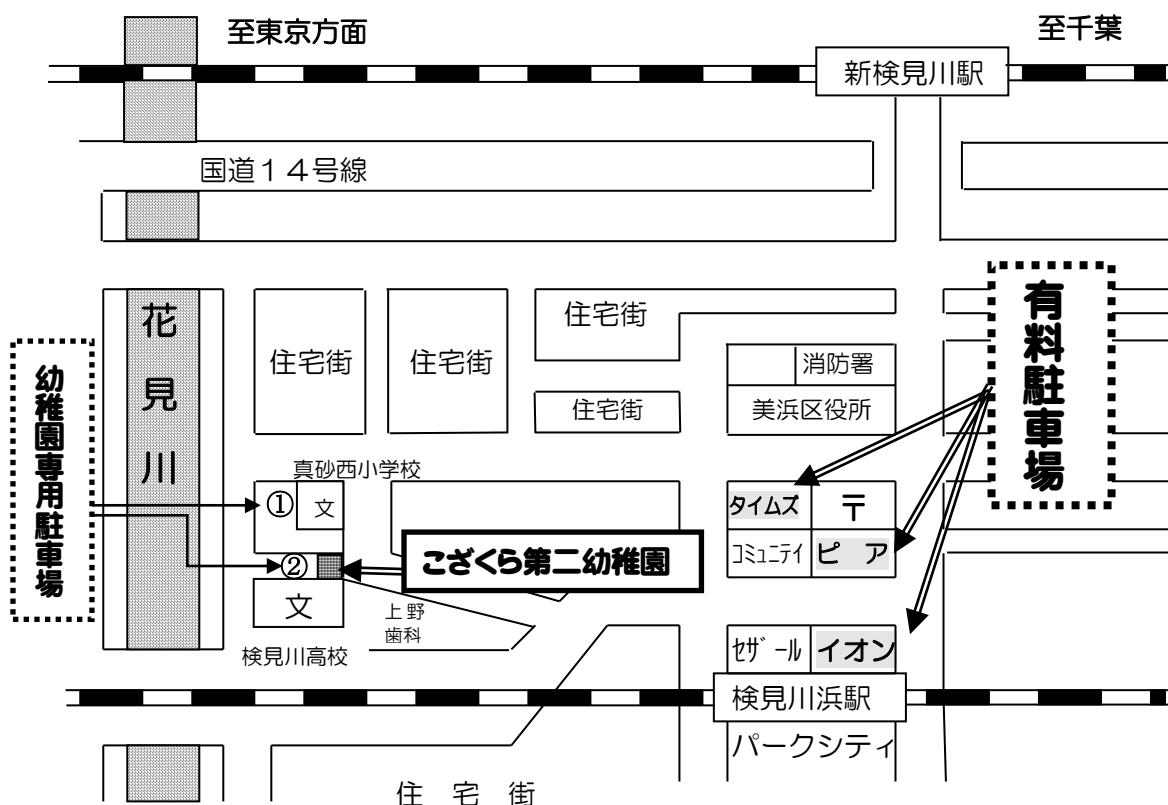 至東京方面
至千葉
新検見川駅
国道14号線
花見川
幼稚園専用駐車場
有料駐車場
住宅街
住宅街
住宅街
住宅街
消防署
美浜区役所
真砂西小学校
①
文
②
文
こざくら第二幼稚園
上野
歯科
検見川高校
タイムズ
〒
コミュニテイ
ピア
セザール
イオン
検見川浜駅
パークシティ
住宅街